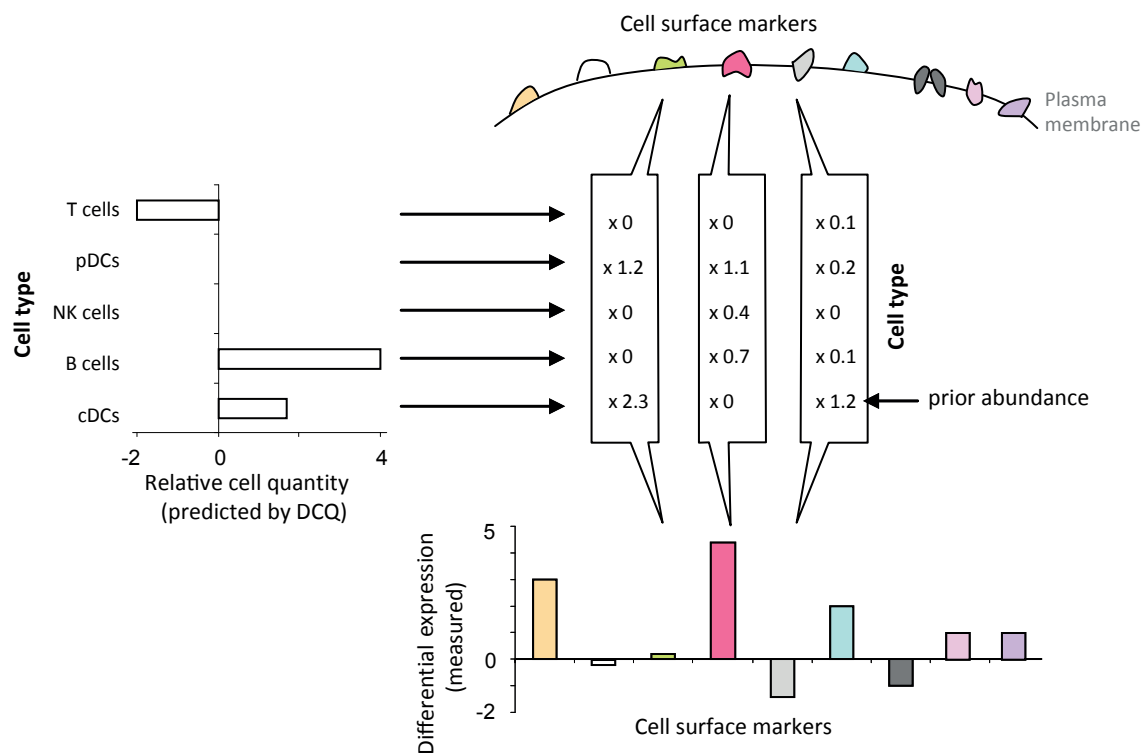 Cell surface markers
Plasma
membrane
Cell type
T cells
pDCs
NK cells
B cells
cDCs
-2
0
4
Relative cell quantity
(predicted by DCQ)
x 0
x 1.2
x 0
x 0
x 2.3
x 0
x 1.1
x 0.4
x 0.7
x 0
x 0.1
x 0.2
x 0
x 0.1
x 1.2
Cell type
prior abundance
Differential expression
(measured)
5
0
-2
Cell surface markers